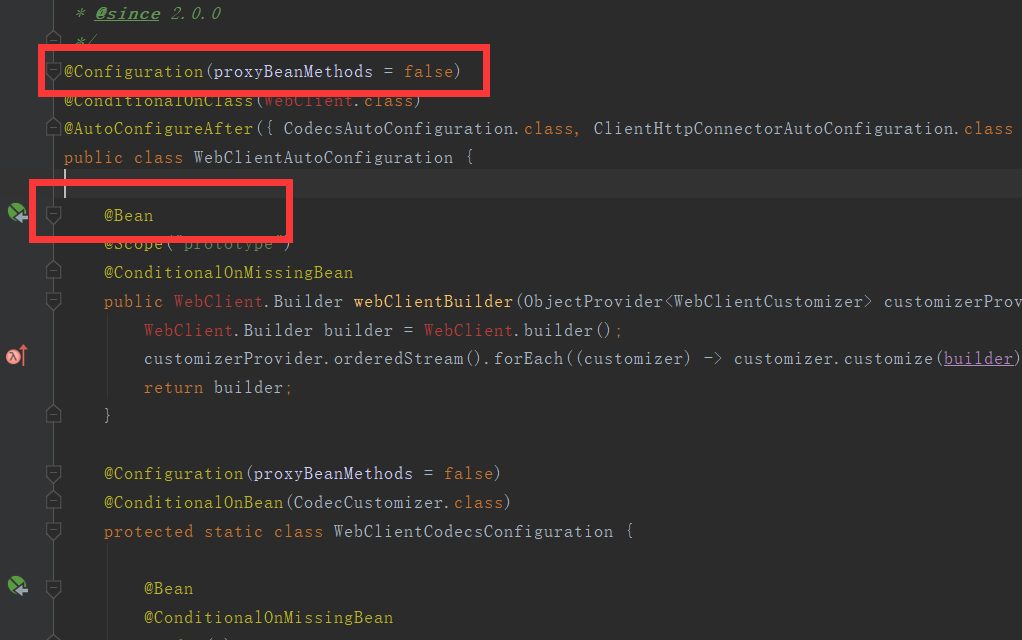 * @since 2.0.0
*/
@Configuration(proxyBeanMethods = false)
@ConditionalOnClass(WebClient.class)
@AutoConfigureAfter({ CodecsAutoConfiguration.class, ClientHttpConnectorAutoConfiguration.class
public class WebClientAutoConfiguration {
@Bean
@Scope("prototype")
@ConditionalOnMissingBean
public WebClient.Builder webClientBuilder(ObjectProvider<WebClientCustomizer> customizerProv
WebClient.Builder builder = WebClient.builder();
customizerProvider.orderedStream().forEach((customizer) -> customizer.customize(builder)
return builder;
}
@Configuration(proxyBeanMethods = false)
@ConditionalOnBean(CodecCustomizer.class)
protected static class WebClientCodecsConfiguration {
@Bean
@ConditionalOnMissingBean